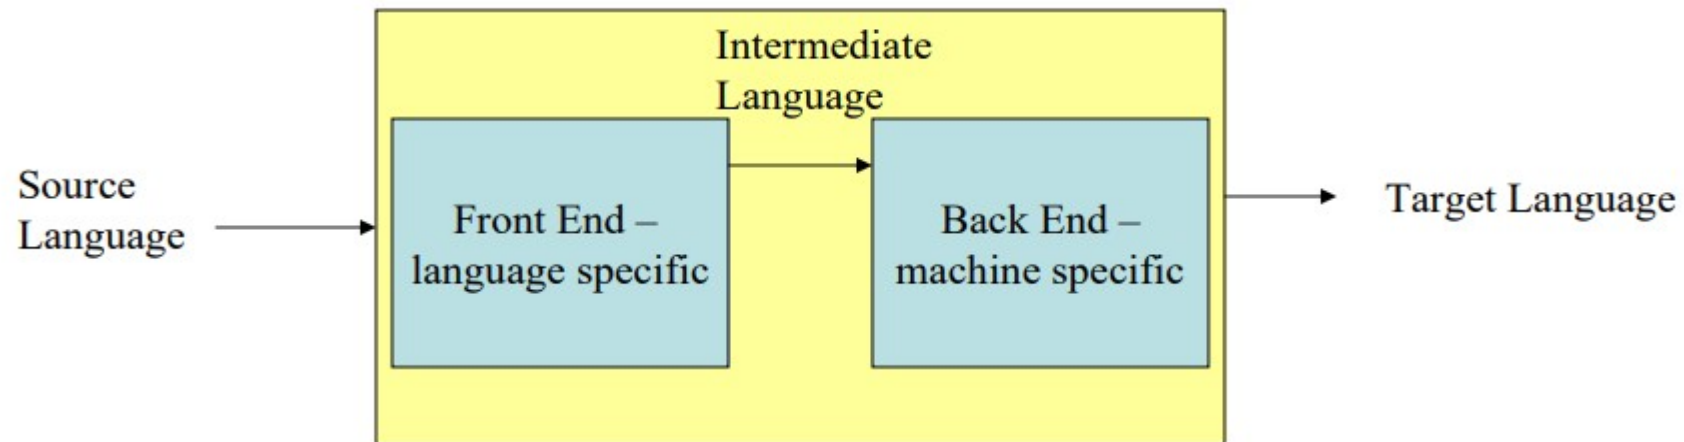 Intermediate
Language
Source
Language
Front End –
language specific
Back End –
machine specific
Target Language